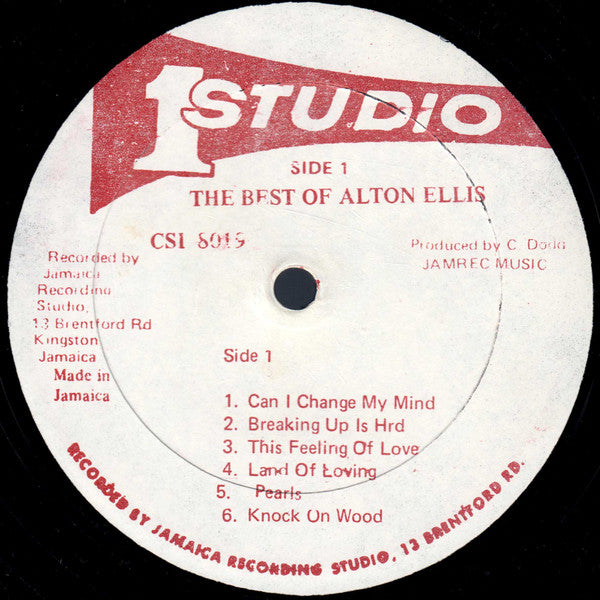 1 STUDIO
SIDE 1
THE BEST OF ALTON ELLIS
CSI 8019
Recorded by
Jamaica
Recording
Studio,
13 Brentford Rd
Kingston
Jamaica
Made in
Jamaica
Produced by C. Dodd
JAMREC MUSIC
Side 1
1. Can I Change My Mind
2. Breaking Up Is Hrd
3. This Feeling Of Love
4. Land Of Loving
5. Pearls
6. Knock On Wood
RECORDED BY JAMAICA RECORDING STUDIO, 13 BRENTFORD RD.